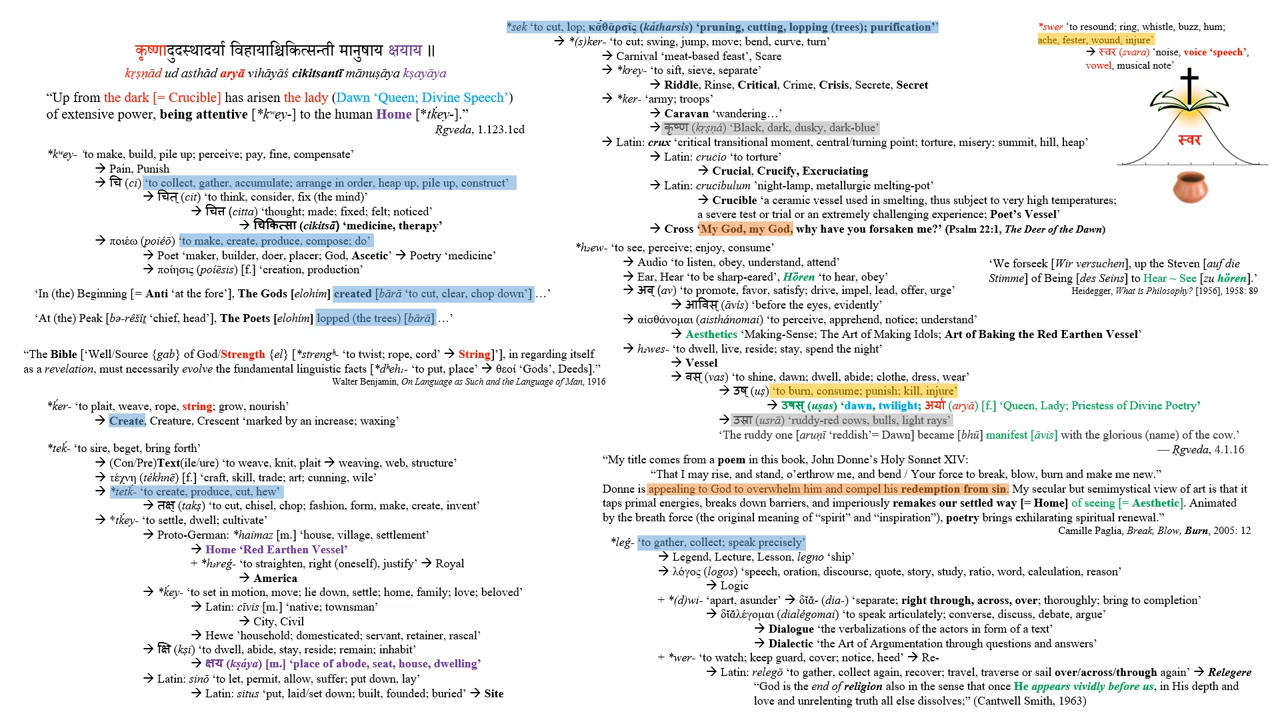 कृष्णादुदस्थादर्या विहायाश्चिकित्सन्ती मानुषाय क्षयाय ॥
kṛṣṇād ud asthād aryā vihāyāś cikitsantī mānuṣāya kṣayāya
“Up from the dark [= Crucible] has arisen the lady (Dawn ‘Queen; Divine Speech’)
of extensive power, being attentive [*kʷey-] to the human Home [*tḱey-].”
Ṛgveda, 1.123.1cd
*kʷey- ‘to make, build, pile up; perceive; pay, fine, compensate’
→ Pain, Punish
→ चि (ci) ‘to collect, gather, accumulate; arrange in order, heap up, pile up, construct’
→ चित् (cit) ‘to think, consider, fix (the mind)’
→ चित्त (citta) ‘thought; made; fixed; felt; noticed’
→ चिकित्सा (cikitsā) ‘medicine, therapy’
→ ποιέω (poiéō) ‘to make, create, produce, compose; do’
→ Poet ‘maker, builder, doer, placer; God, Ascetic’ → Poetry ‘medicine’
→ ποίησις (poíēsis) [f.] ‘creation, production’
‘In (the) Beginning [= Anti ‘at the fore’], The Gods [elohím] created [bārā ‘to cut, clear, chop down’] …’
‘At (the) Peak [bə-rêšîṯ ‘chief, head’], The Poets [elohím] lopped (the trees) [bārā] …’
“The Bible [‘Well/Source {gab} of God/Strength {el} [*strengʰ- ‘to twist; rope, cord’ → String]’], in regarding itself
as a revelation, must necessarily evolve the fundamental linguistic facts [*dʰeh₁- ‘to put, place’ → θεοί ‘Gods’, Deeds].”
Walter Benjamin, On Language as Such and the Language of Man, 1916
*ḱer- ‘to plait, weave, rope, string; grow, nourish’
→ Create, Creature, Crescent ‘marked by an increase; waxing’
*teḱ- ‘to sire, beget, bring forth’
→ (Con/Pre)Text(ile/ure) ‘to weave, knit, plait → weaving, web, structure’
→ τέχνη (tékhnē) [f.] ‘craft, skill, trade; art; cunning, wile’
→ *tetḱ- ‘to create, produce, cut, hew’
→ तक्ष् (takṣ) ‘to cut, chisel, chop; fashion, form, make, create, invent’
→ *tḱey- ‘to settle, dwell; cultivate’
→ Proto-German: *haimaz [m.] ‘house, village, settlement’
→ Home ‘Red Earthen Vessel’
+ *h₃reǵ- ‘to straighten, right (oneself), justify’ → Royal
→ America
→ *ḱey- ‘to set in motion, move; lie down, settle; home, family; love; beloved’
→ Latin: cīvis [m.] ‘native; townsman’
→ City, Civil
→ Hewe ’household; domesticated; servant, retainer, rascal’
→ क्षि (kṣi) ‘to dwell, abide, stay, reside; remain; inhabit’
→ क्षय (kṣáya) [m.] ‘place of abode, seat, house, dwelling’
→ Latin: sinō ‘to let, permit, allow, suffer; put down, lay’
→ Latin: situs ‘put, laid/set down; built, founded; buried’ → Site
*sek ‘to cut, lop; κᾰ́θᾰρσῐς (kátharsis) ‘pruning, cutting, lopping (trees); purification’’
→ *(s)ker- ‘to cut; swing, jump, move; bend, curve, turn’
→ Carnival ‘meat-based feast’, Scare
→ *krey- ‘to sift, sieve, separate’
→ Riddle, Rinse, Critical, Crime, Crisis, Secrete, Secret
→ *ker- ‘army; troops’
→ Caravan ‘wandering…’
→ कृष्ण (kṛṣṇá) ‘Black, dark, dusky, dark-blue’
→ Latin: crux ‘critical transitional moment, central/turning point; torture, misery; summit, hill, heap’
→ Latin: crucio ‘to torture’
→ Crucial, Crucify, Excruciating
→ Latin: crucibulum ’night-lamp, metallurgic melting-pot’
→ Crucible ‘a ceramic vessel used in smelting, thus subject to very high temperatures;
a severe test or trial or an extremely challenging experience; Poet’s Vessel’
→ Cross ‘My God, my God, why have you forsaken me?’ (Psalm 22:1, The Deer of the Dawn)
*h₂ew- ‘to see, perceive; enjoy, consume’
→ Audio ‘to listen, obey, understand, attend’
→ Ear, Hear ‘to be sharp-eared’, Hören ‘to hear, obey’
→ अव् (av) ‘to promote, favor, satisfy; drive, impel, lead, offer, urge’
→ आविस् (āvis) ‘before the eyes, evidently’
→ αἰσθάνομαι (aisthánomai) ‘to perceive, apprehend, notice; understand’
→ Aesthetics ‘Making-Sense; The Art of Making Idols; Art of Baking the Red Earthen Vessel’
→ h₂wes- ‘to dwell, live, reside; stay, spend the night’
→ Vessel
→ वस् (vas) ‘to shine, dawn; dwell, abide; clothe, dress, wear’
→ उष् (uṣ) ‘to burn, consume; punish; kill, injure’
→ उषस् (uṣas) ‘dawn, twilight; अर्या (aryā) [f.] ‘Queen, Lady; Priestess of Divine Poetry’
→ उस्रा (usrā) ‘ruddy-red cows, bulls, light rays’
‘The ruddy one [aruṇī ‘reddish’= Dawn] became [bhū] manifest [āvis] with the glorious (name) of the cow.’
— Ṛgveda, 4.1.16
“My title comes from a poem in this book, John Donne’s Holy Sonnet XIV:
“That I may rise, and stand, o’erthrow me, and bend / Your force to break, blow, burn and make me new.”
Donne is appealing to God to overwhelm him and compel his redemption from sin. My secular but semimystical view of art is that it
taps primal energies, breaks down barriers, and imperiously remakes our settled way [= Home] of seeing [= Aesthetic]. Animated
by the breath force (the original meaning of “spirit” and “inspiration”), poetry brings exhilarating spiritual renewal.”
Camille Paglia, Break, Blow, Burn, 2005: 12
*leǵ- ‘to gather, collect; speak precisely’
→ Legend, Lecture, Lesson, legno ‘ship’
→ λόγος (logos) ‘speech, oration, discourse, quote, story, study, ratio, word, calculation, reason’
→ Logic
+ *(d)wi- ‘apart, asunder’ → δῐᾰ- (dia-) ‘separate; right through, across, over; thoroughly; bring to completion’
→ δῐᾰλέγομαι (dialégomai) ‘to speak articulately; converse, discuss, debate, argue’
→ Dialogue ‘the verbalizations of the actors in form of a text’
→ Dialectic ‘the Art of Argumentation through questions and answers’
+ *wer- ‘to watch; keep guard, cover; notice, heed’ → Re-
→ Latin: relegō ‘to gather, collect again, recover; travel, traverse or sail over/across/through again’ → Relegere
“God is the end of religion also in the sense that once He appears vividly before us, in His depth and
love and unrelenting truth all else dissolves;” (Cantwell Smith, 1963)
*swer ‘to resound; ring, whistle, buzz, hum;
ache, fester, wound, injure’
→ स्वर (svara) ‘noise, voice ‘speech’,
vowel, musical note’
स्वर
‘We forseek [Wir versuchen], up the Steven [auf die
Stimme] of Being [des Seins] to Hear ~ See [zu hören].’
Heidegger, What is Philosophy? [1956], 1958: 89